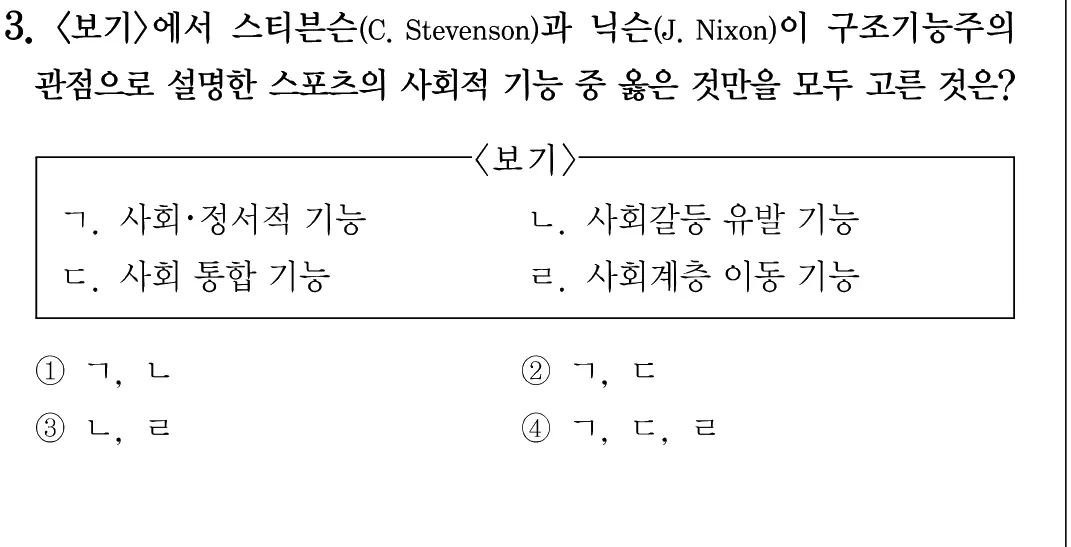 3. 〈보기〉에서 스티븐슨(C. Stevenson)과 닉슨(J. Nixon)이 구조기능주의
관점으로 설명한 스포츠의 사회적 기능 중 옳은 것만을 모두 고른 것은?
〈보기〉
ㄱ. 사회·정서적 기능 ㄴ. 사회갈등 유발 기능
ㄷ. 사회 통합 기능 ㄹ. 사회계층 이동 기능
① ㄱ, ㄴ ② ㄱ, ㄷ
③ ㄴ, ㄹ ④ ㄱ, ㄷ, ㄹ